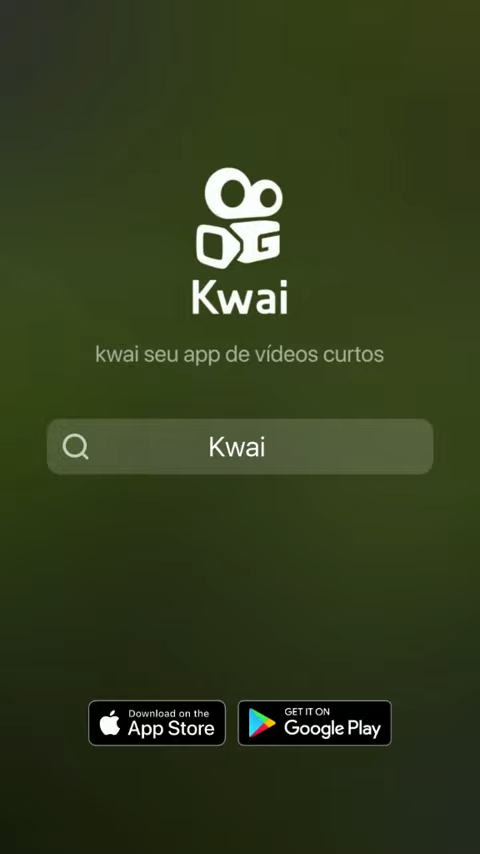 Kwai
kwai seu app de vídeos curtos
Kwai
Download on the
App Store
GET IT ON
Google Play